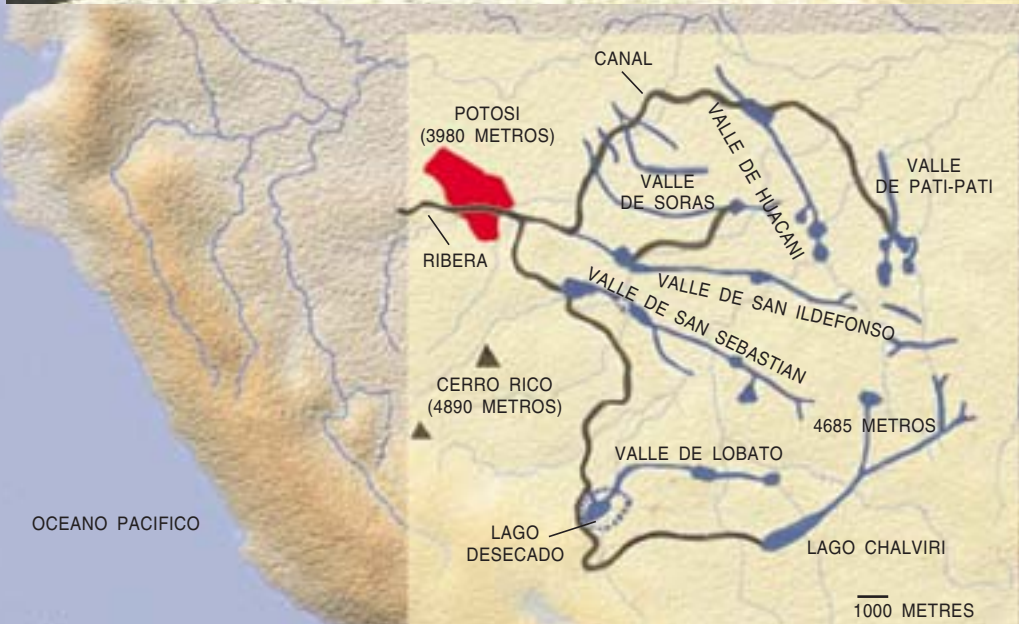 CANAL
POTOSI
(3980 METROS)
VALLE DE HUACANI
VALLE
DE PATI-PATI
VALLE
DE SORAS
RIBERA
VALLE DE SAN ILDEFONSO
VALLE DE SAN SEBASTIAN
CERRO RICO
(4890 METROS)
4685 METROS
VALLE DE LOBATO
OCEANO PACIFICO
LAGO
DESECADO
LAGO CHALVIRI
1000 METRES